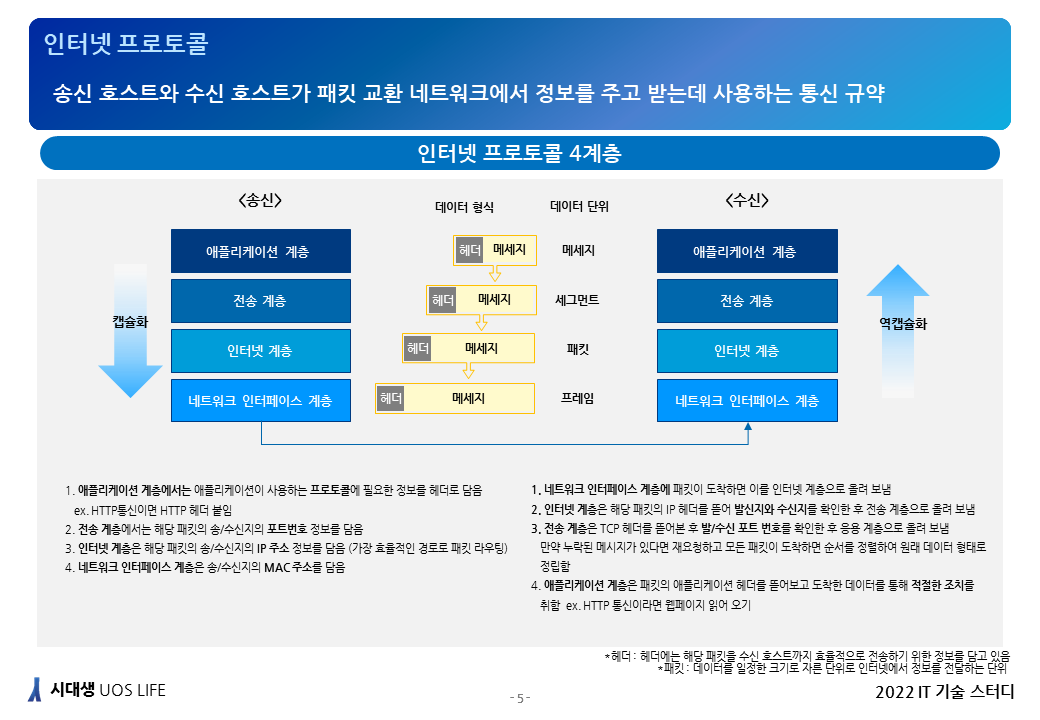 인터넷 프로토콜
송신 호스트와 수신 호스트가 패킷 교환 네트워크에서 정보를 주고 받는데 사용하는 통신 규약
인터넷 프로토콜 4계층
<송신>
데이터 형식
데이터 단위
<수신>
애플리케이션 계층
헤더
메세지
메세지
애플리케이션 계층
전송 계층
헤더
메세지
세그먼트
전송 계층
캡슐화
역캡슐화
인터넷 계층
헤더
메세지
패킷
인터넷 계층
네트워크 인터페이스 계층
헤더
메세지
프레임
네트워크 인터페이스 계층
1. 애플리케이션 계층에서는 애플리케이션이 사용하는 프로토콜에 필요한 정보를 헤더로 담음
ex. HTTP통신이면 HTTP 헤더 붙임
2. 전송 계층에서는 해당 패킷의 송/수신지의 포트번호 정보를 담음
3. 인터넷 계층은 해당 패킷의 송/수신지의 IP 주소 정보를 담음 (가장 효율적인 경로로 패킷 라우팅)
4. 네트워크 인터페이스 계층은 송/수신지의 MAC 주소를 담음
1. 네트워크 인터페이스 계층에 패킷이 도착하면 이를 인터넷 계층으로 올려 보냄
2. 인터넷 계층은 해당 패킷의 IP 헤더를 뜯어 발신지와 수신지를 확인한 후 전송 계층으로 올려 보냄
3. 전송 계층은 TCP 헤더를 뜯어본 후 발/수신 포트 번호를 확인한 후 응용 계층으로 올려 보냄
만약 누락된 메시지가 있다면 재요청하고 모든 패킷이 도착하면 순서를 정렬하여 원래 데이터 형태로
정립함
4. 애플리케이션 계층은 패킷의 애플리케이션 헤더를 뜯어보고 도착한 데이터를 통해 적절한 조치를
취함 ex. HTTP 통신이라면 웹페이지 읽어 오기
*헤더 : 헤더에는 해당 패킷을 수신 호스트까지 효율적으로 전송하기 위한 정보를 담고 있음
*패킷 : 데이터를 일정한 크기로 자른 단위로 인터넷에서 정보를 전달하는 단위
시대생 UOS LIFE
- 5 -
2022 IT 기술 스터디